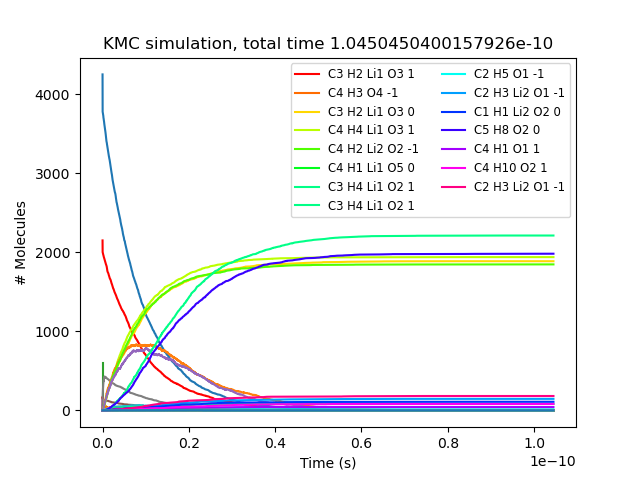 KMC simulation, total time 1.0450450400157926e-10
C3 H2 Li1 O3 1
C4 H3 O4 -1
C3 H2 Li1 O3 0
C4 H4 Li1 O3 1
C4 H2 Li2 O2 -1
C4 H1 Li1 O5 0
C3 H4 Li1 O2 1
C3 H4 Li1 O2 1
C2 H5 O1 -1
C2 H3 Li2 O1 -1
C1 H1 Li2 O2 0
C5 H8 O2 0
C4 H1 O1 1
C4 H10 O2 1
C2 H3 Li2 O1 -1
# Molecules
4000
3000
2000
1000
0
0.0 0.2 0.4 0.6 0.8 1.0
1e−10
Time (s)